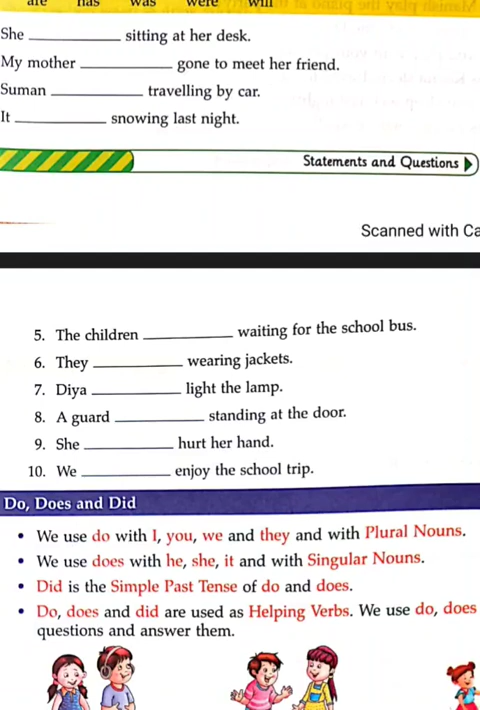 are has was were will
She __________ sitting at her desk.
My mother __________ gone to meet her friend.
Suman __________ travelling by car.
It __________ snowing last night.
Statements and Questions
Scanned with Ca
5. The children __________ waiting for the school bus.
6. They __________ wearing jackets.
7. Diya __________ light the lamp.
8. A guard __________ standing at the door.
9. She __________ hurt her hand.
10. We __________ enjoy the school trip.
Do, Does and Did
• We use do with I, you, we and they and with Plural Nouns.
• We use does with he, she, it and with Singular Nouns.
• Did is the Simple Past Tense of do and does.
• Do, does and did are used as Helping Verbs. We use do, does
questions and answer them.